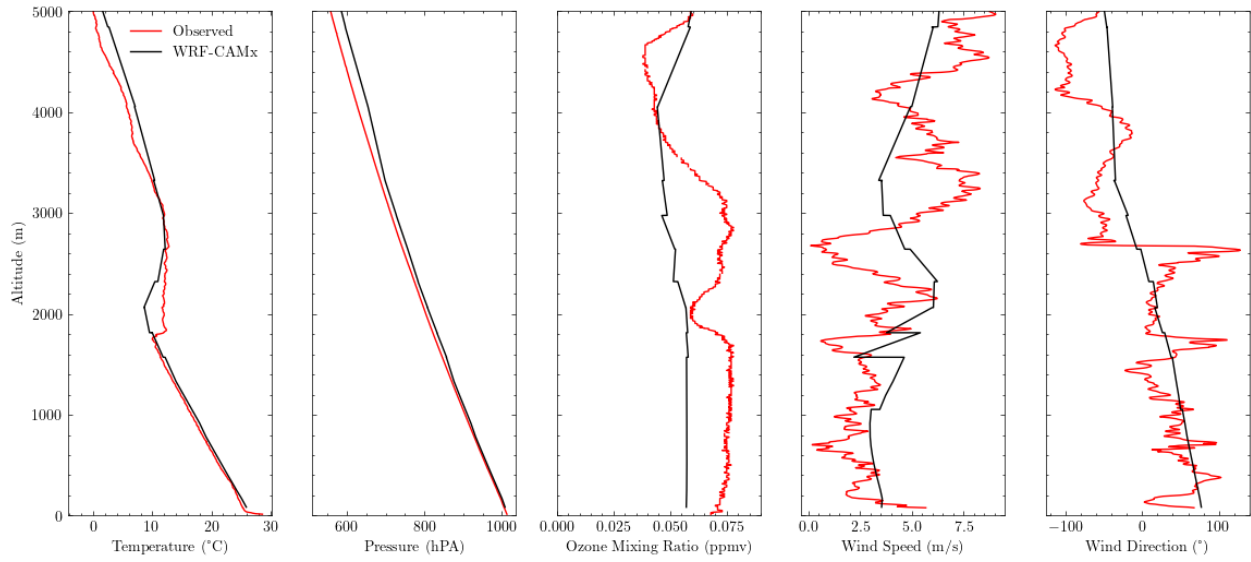 5000
4000
3000
2000
1000
0
Altitude (m)
Observed
WRF-CAMx
0 10 20 30
Temperature (°C)
600 800 1000
Pressure (hPA)
0.000 0.025 0.050 0.075
Ozone Mixing Ratio (ppmv)
0.0 2.5 5.0 7.5
Wind Speed (m/s)
−100 0 100
Wind Direction (°)